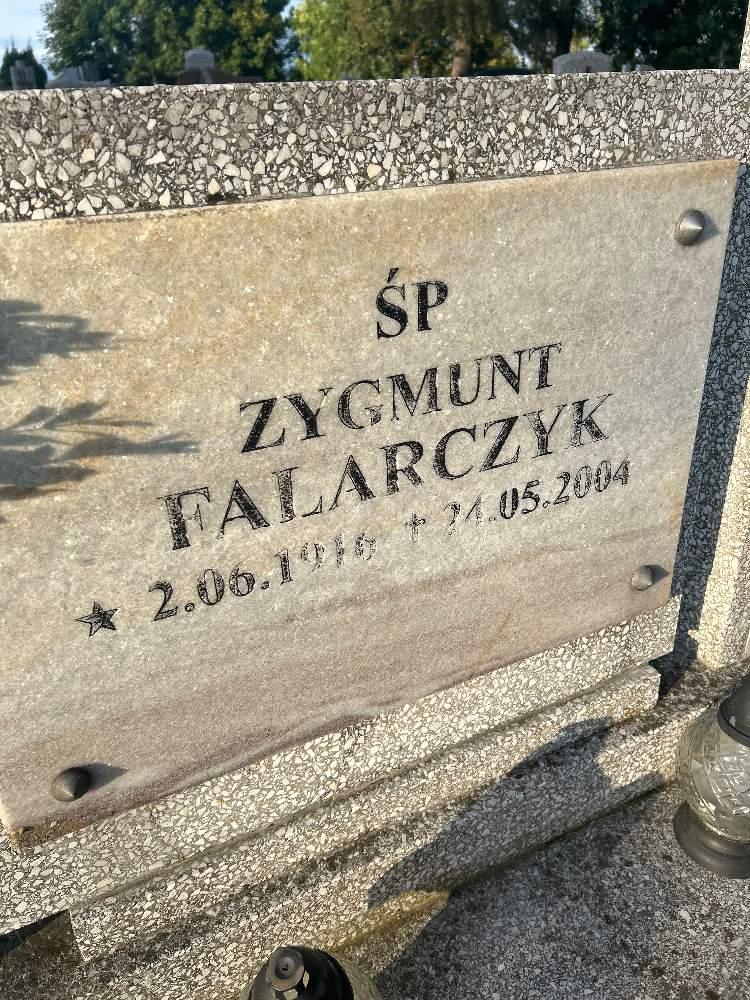 ŚP
ZYGMUNT
FALARCZYK
★ 2.06.1916 † 24.05.2004